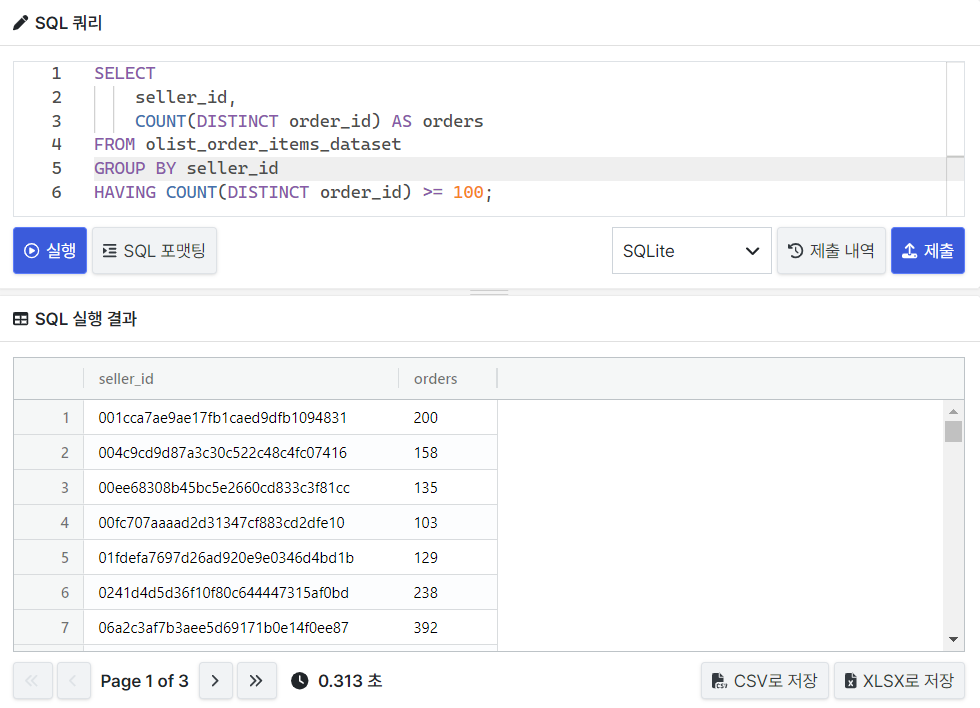 SQL 쿼리
1 SELECT
2 seller_id,
3 COUNT(DISTINCT order_id) AS orders
4 FROM olist_order_items_dataset
5 GROUP BY seller_id
6 HAVING COUNT(DISTINCT order_id) >= 100;
실행 SQL 포맷팅 SQLite 제출 내역 제출
SQL 실행 결과
seller_id orders
1 001cca7ae9ae17fb1caed9dfb1094831 200
2 004c9cd9d87a3c30c522c48c4fc07416 158
3 00ee68308b45bc5e2660cd833c3f81cc 135
4 00fc707aaaad2d31347cf883cd2dfe10 103
5 01fdefa7697d26ad920e9e0346d4bd1b 129
6 0241d4d5d36f10f80c644447315af0bd 238
7 06a2c3af7b3aee5d69171b0e14f0ee87 392
Page 1 of 3 0.313 초 CSV로 저장 XLSX로 저장